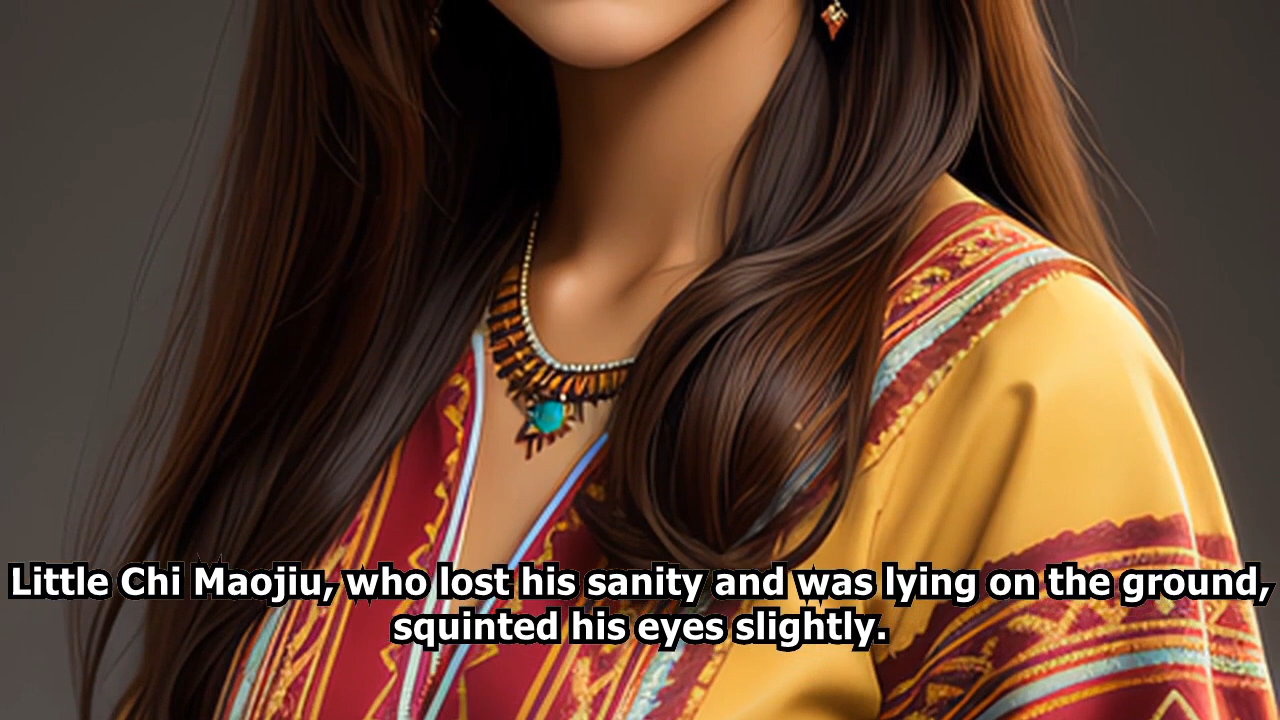 Little Chi Maojiu, who lost his sanity and was lying on the ground,
squinted his eyes slightly.